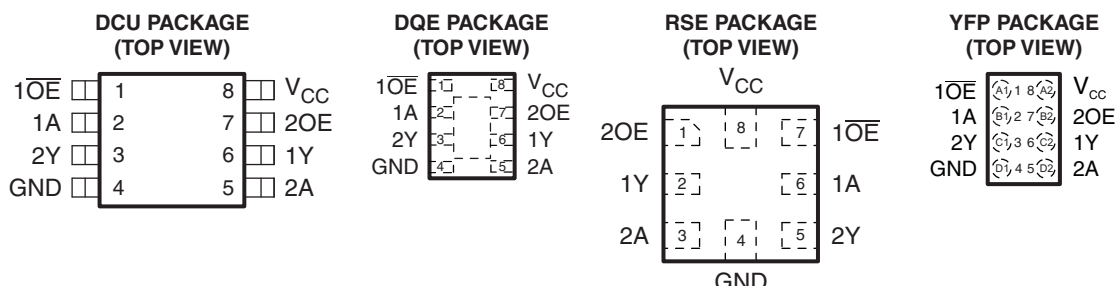 DCU PACKAGE
(TOP VIEW)
1O̅E̅ 1 8 VCC
1A 2 7 2OE
2Y 3 6 1Y
GND 4 5 2A
DQE PACKAGE
(TOP VIEW)
1O̅E̅ 1 8 VCC
1A 2 7 2OE
2Y 3 6 1Y
GND 4 5 2A
RSE PACKAGE
(TOP VIEW)
VCC
2OE 1 8 7 1O̅E̅
1Y 2 6 1A
2A 3 4 5 2Y
GND
YFP PACKAGE
(TOP VIEW)
1O̅E̅ A1 1 8 A2 VCC
1A B1 2 7 B2 2OE
2Y C1 3 6 C2 1Y
GND D1 4 5 D2 2A